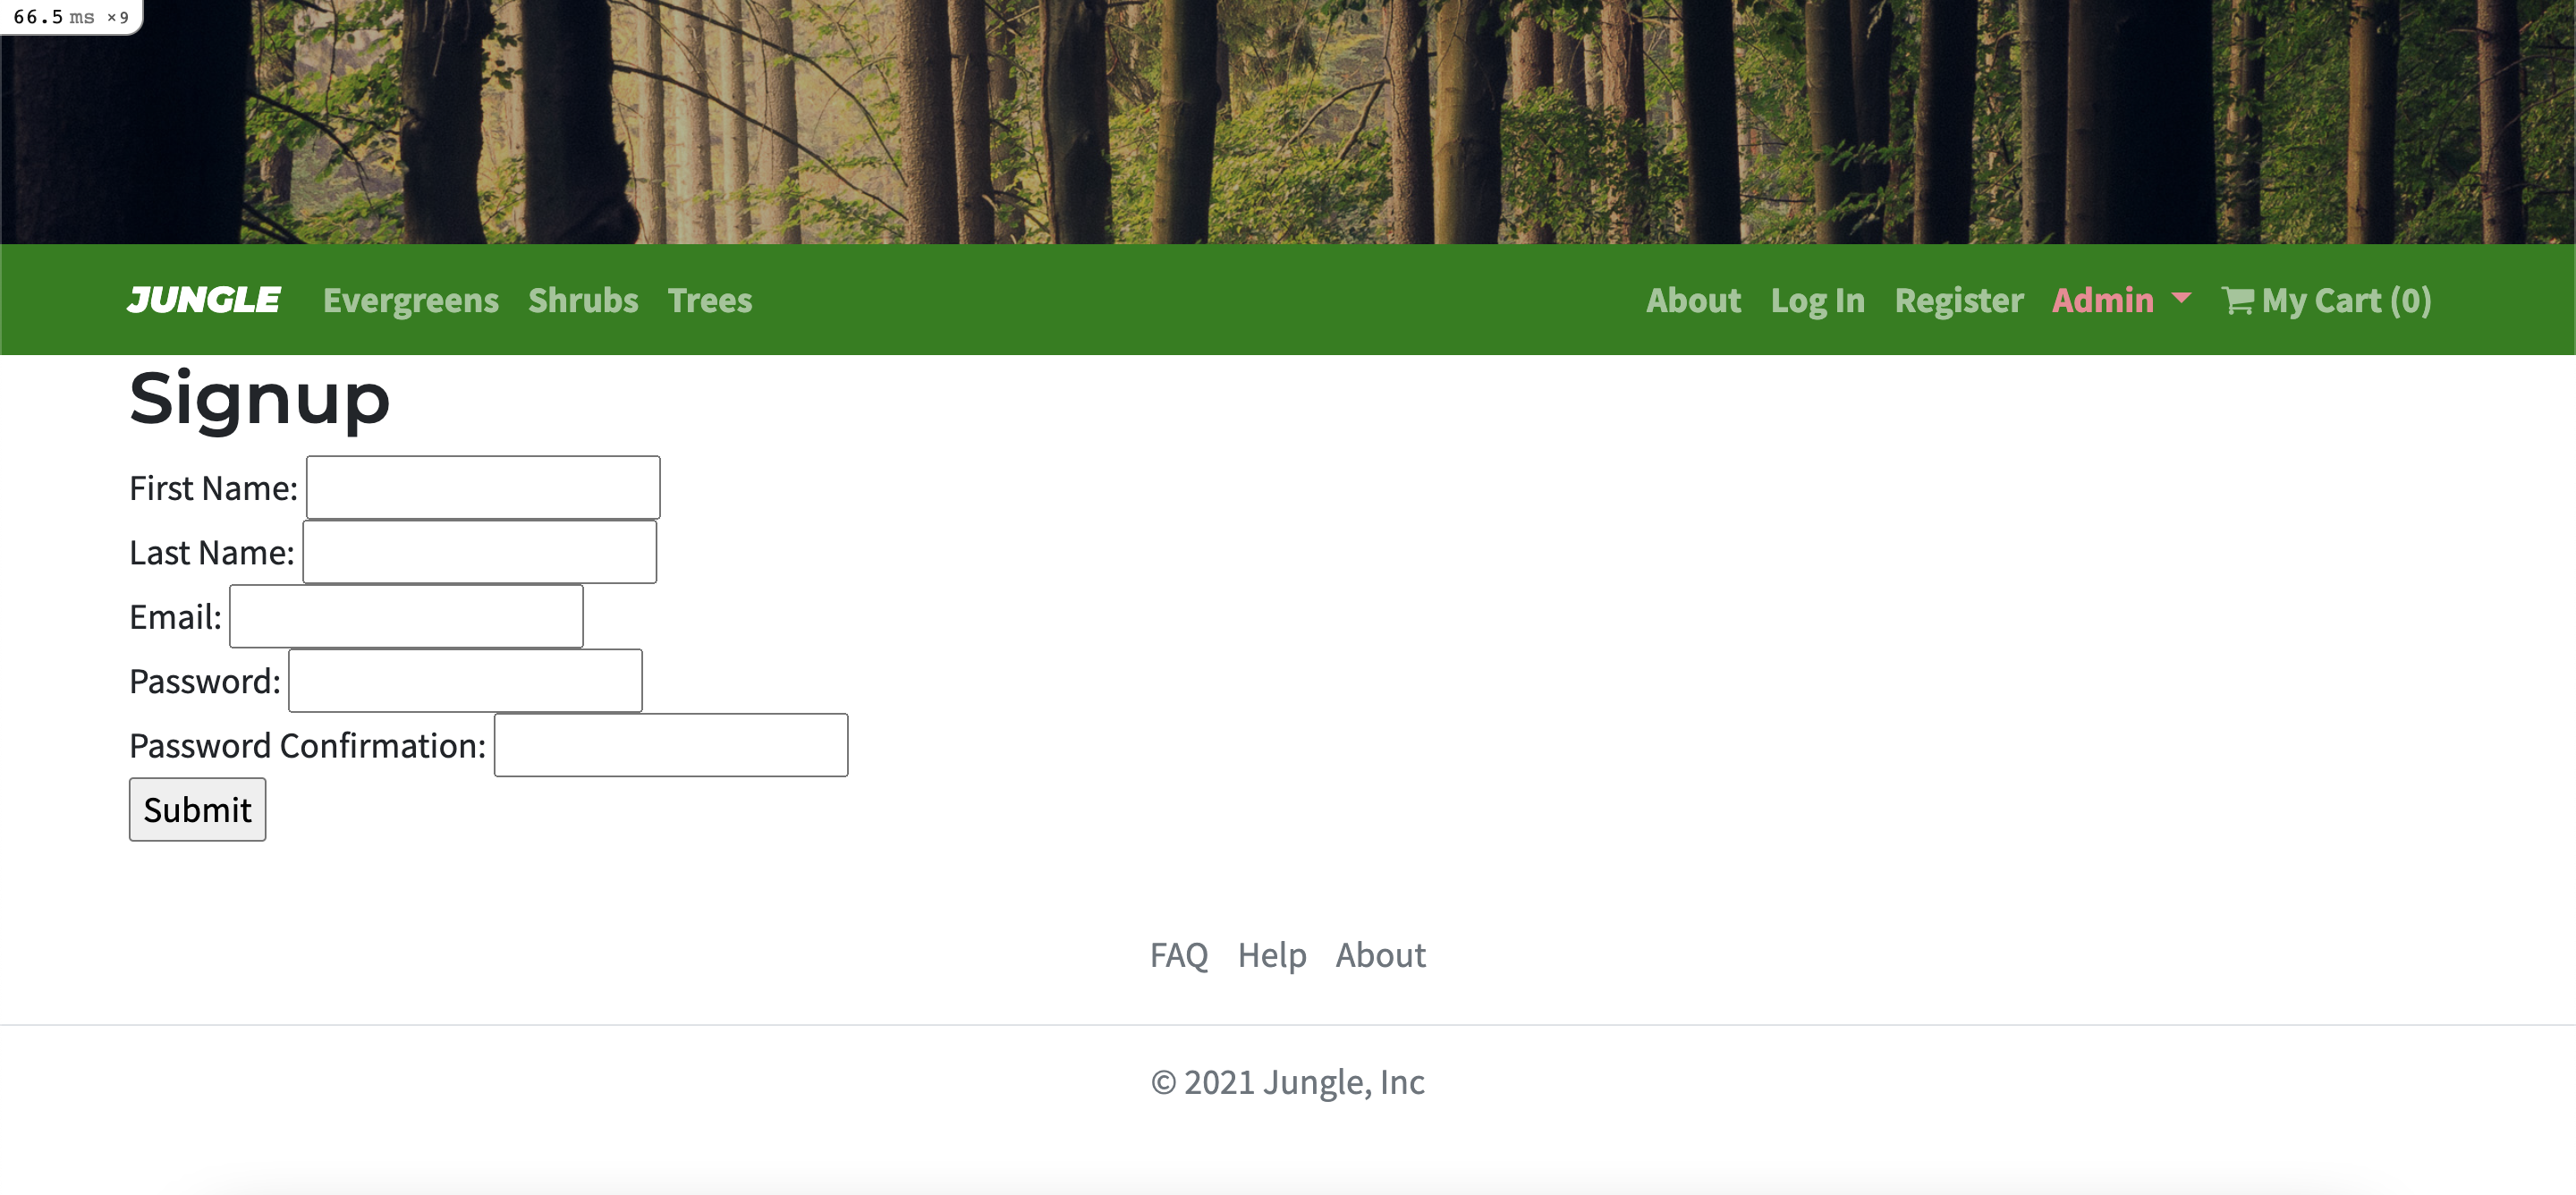 66.5 ms ×9
JUNGLE Evergreens Shrubs Trees About Log In Register Admin My Cart (0)
Signup
First Name:
Last Name:
Email:
Password:
Password Confirmation:
Submit
FAQ Help About
© 2021 Jungle, Inc